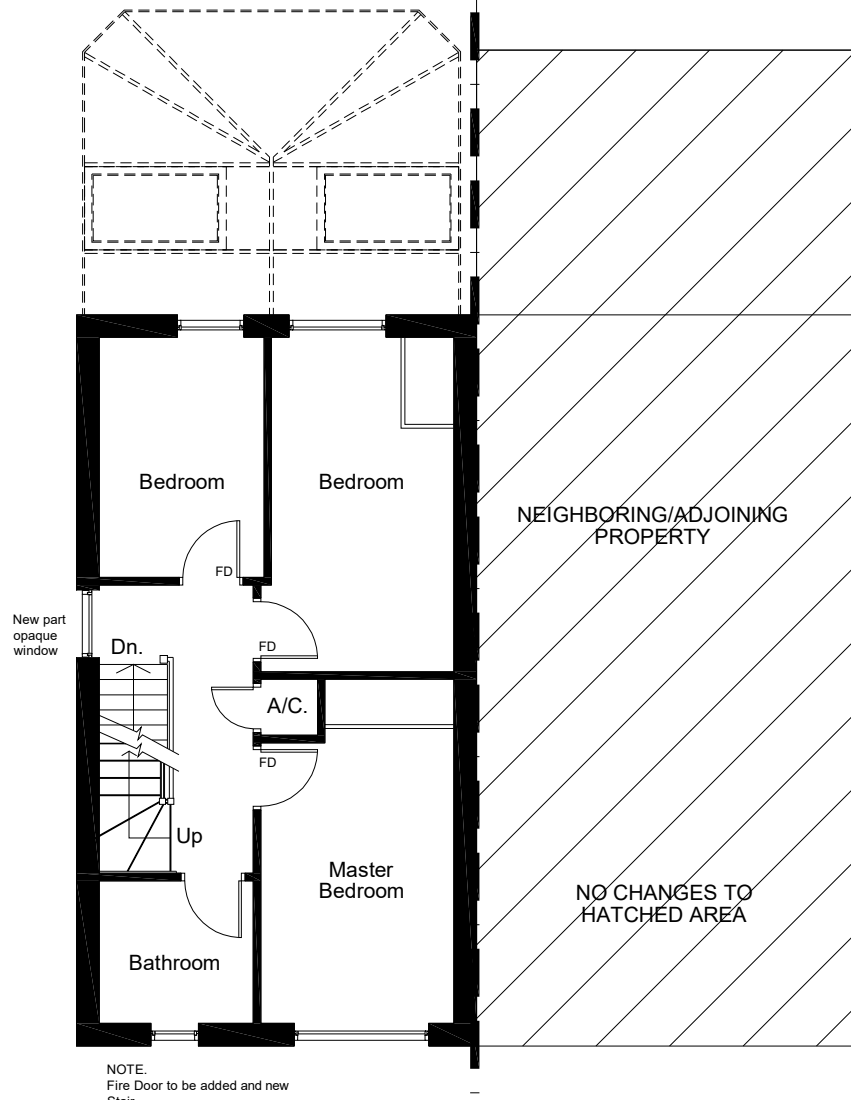 Bedroom
Bedroom
NEIGHBORING/ADJOINING
PROPERTY
FD
New part
opaque
window
Dn.
FD
A/C.
FD
Up
Master
Bedroom
NO CHANGES TO
HATCHED AREA
Bathroom
NOTE.
Fire Door to be added and new
Stair